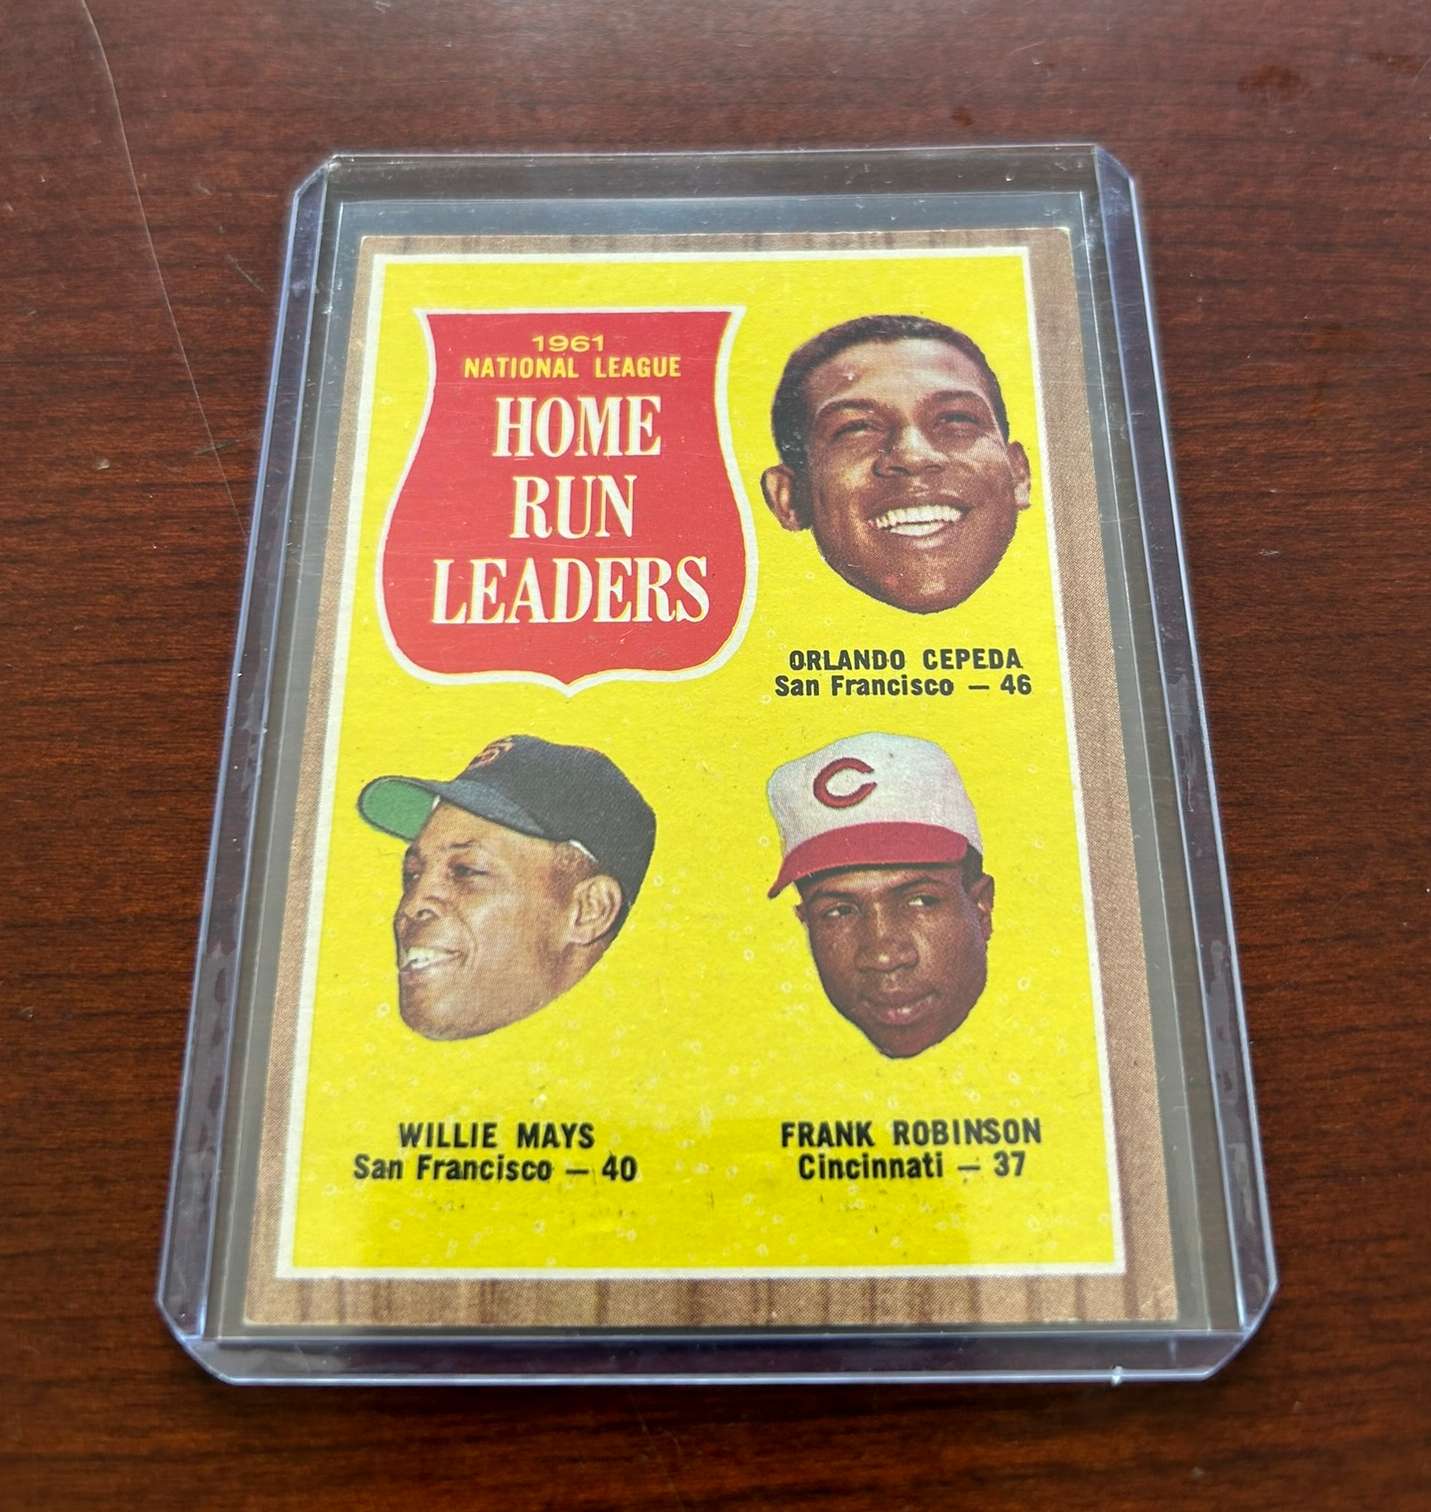 1961
NATIONAL LEAGUE
HOME
RUN
LEADERS
ORLANDO CEPEDA
San Francisco — 46
SF
C
WILLIE MAYS
San Francisco — 40
FRANK ROBINSON
Cincinnati — 37